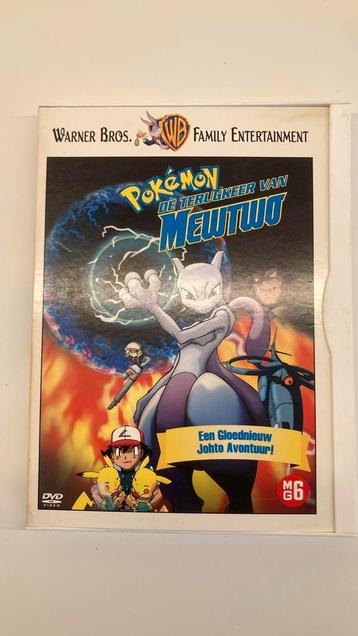 WARNER BROS. WB FAMILY ENTERTAINMENT
POKéMON
DE TERUGKEER VAN
MEWTWO
Een Gloednieuw
Johto Avontuur!
DVD
VIDEO
MG 6